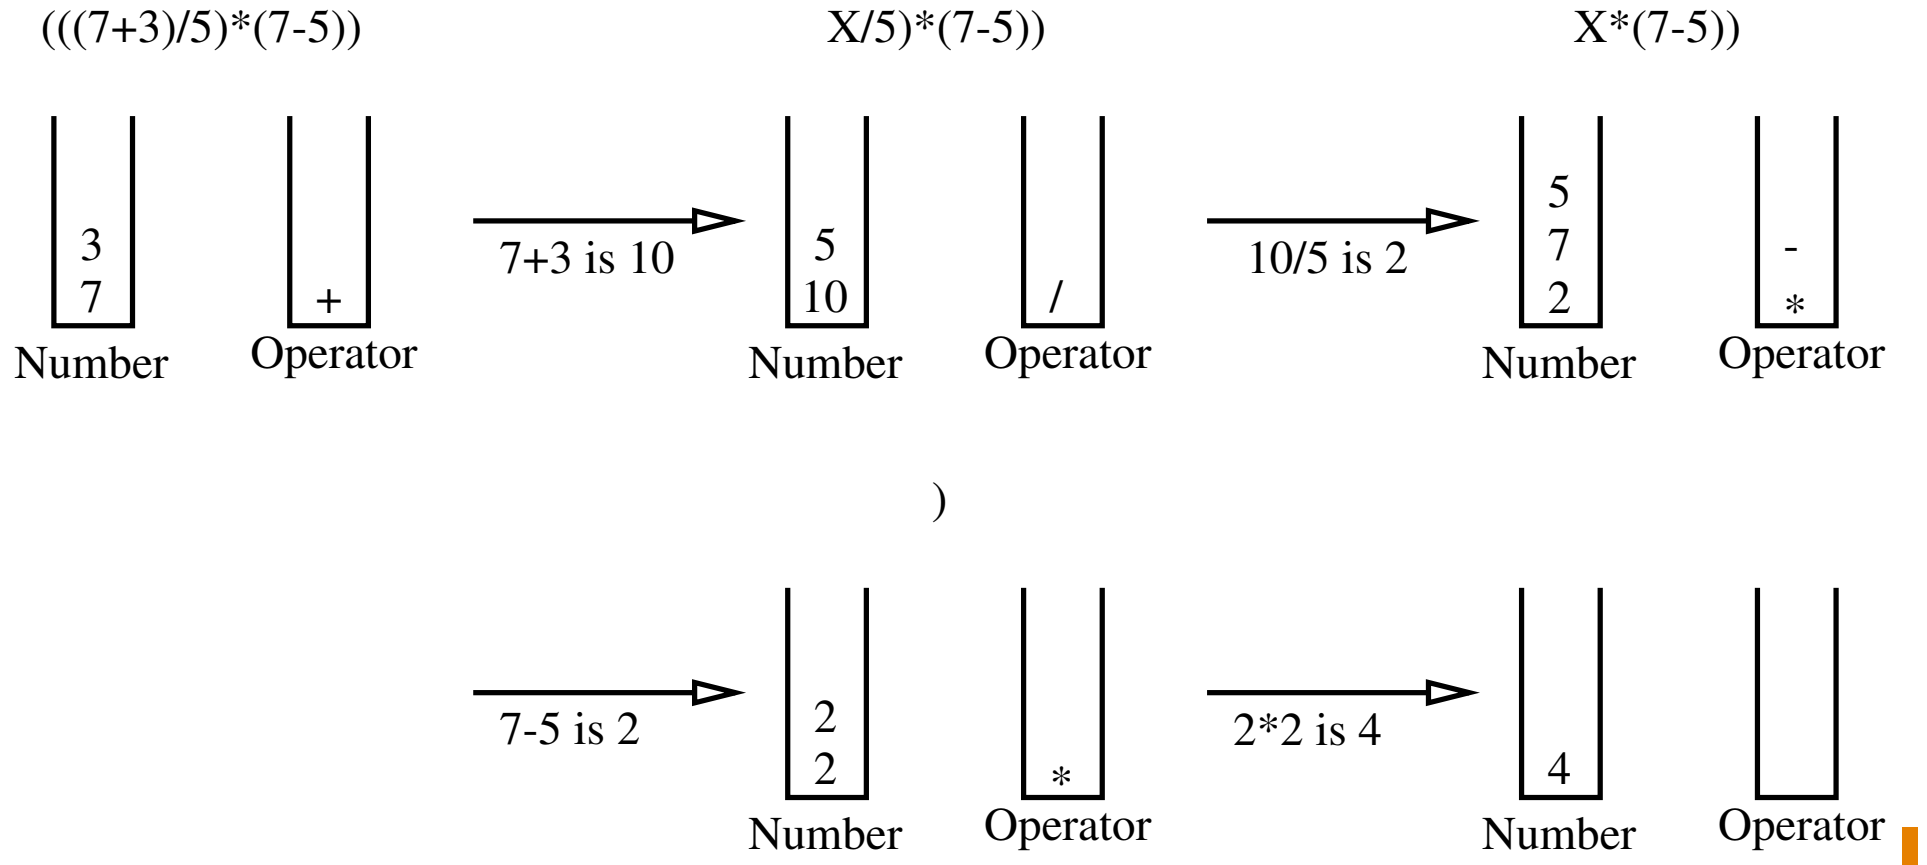 (((7+3)/5)*(7-5))
X/5)*(7-5))
X*(7-5))
3
7
Number
+
Operator
7+3 is 10
5
10
Number
/
Operator
10/5 is 2
5
7
2
Number
-
*
Operator
)
7-5 is 2
2
2
Number
*
Operator
2*2 is 4
4
Number
Operator